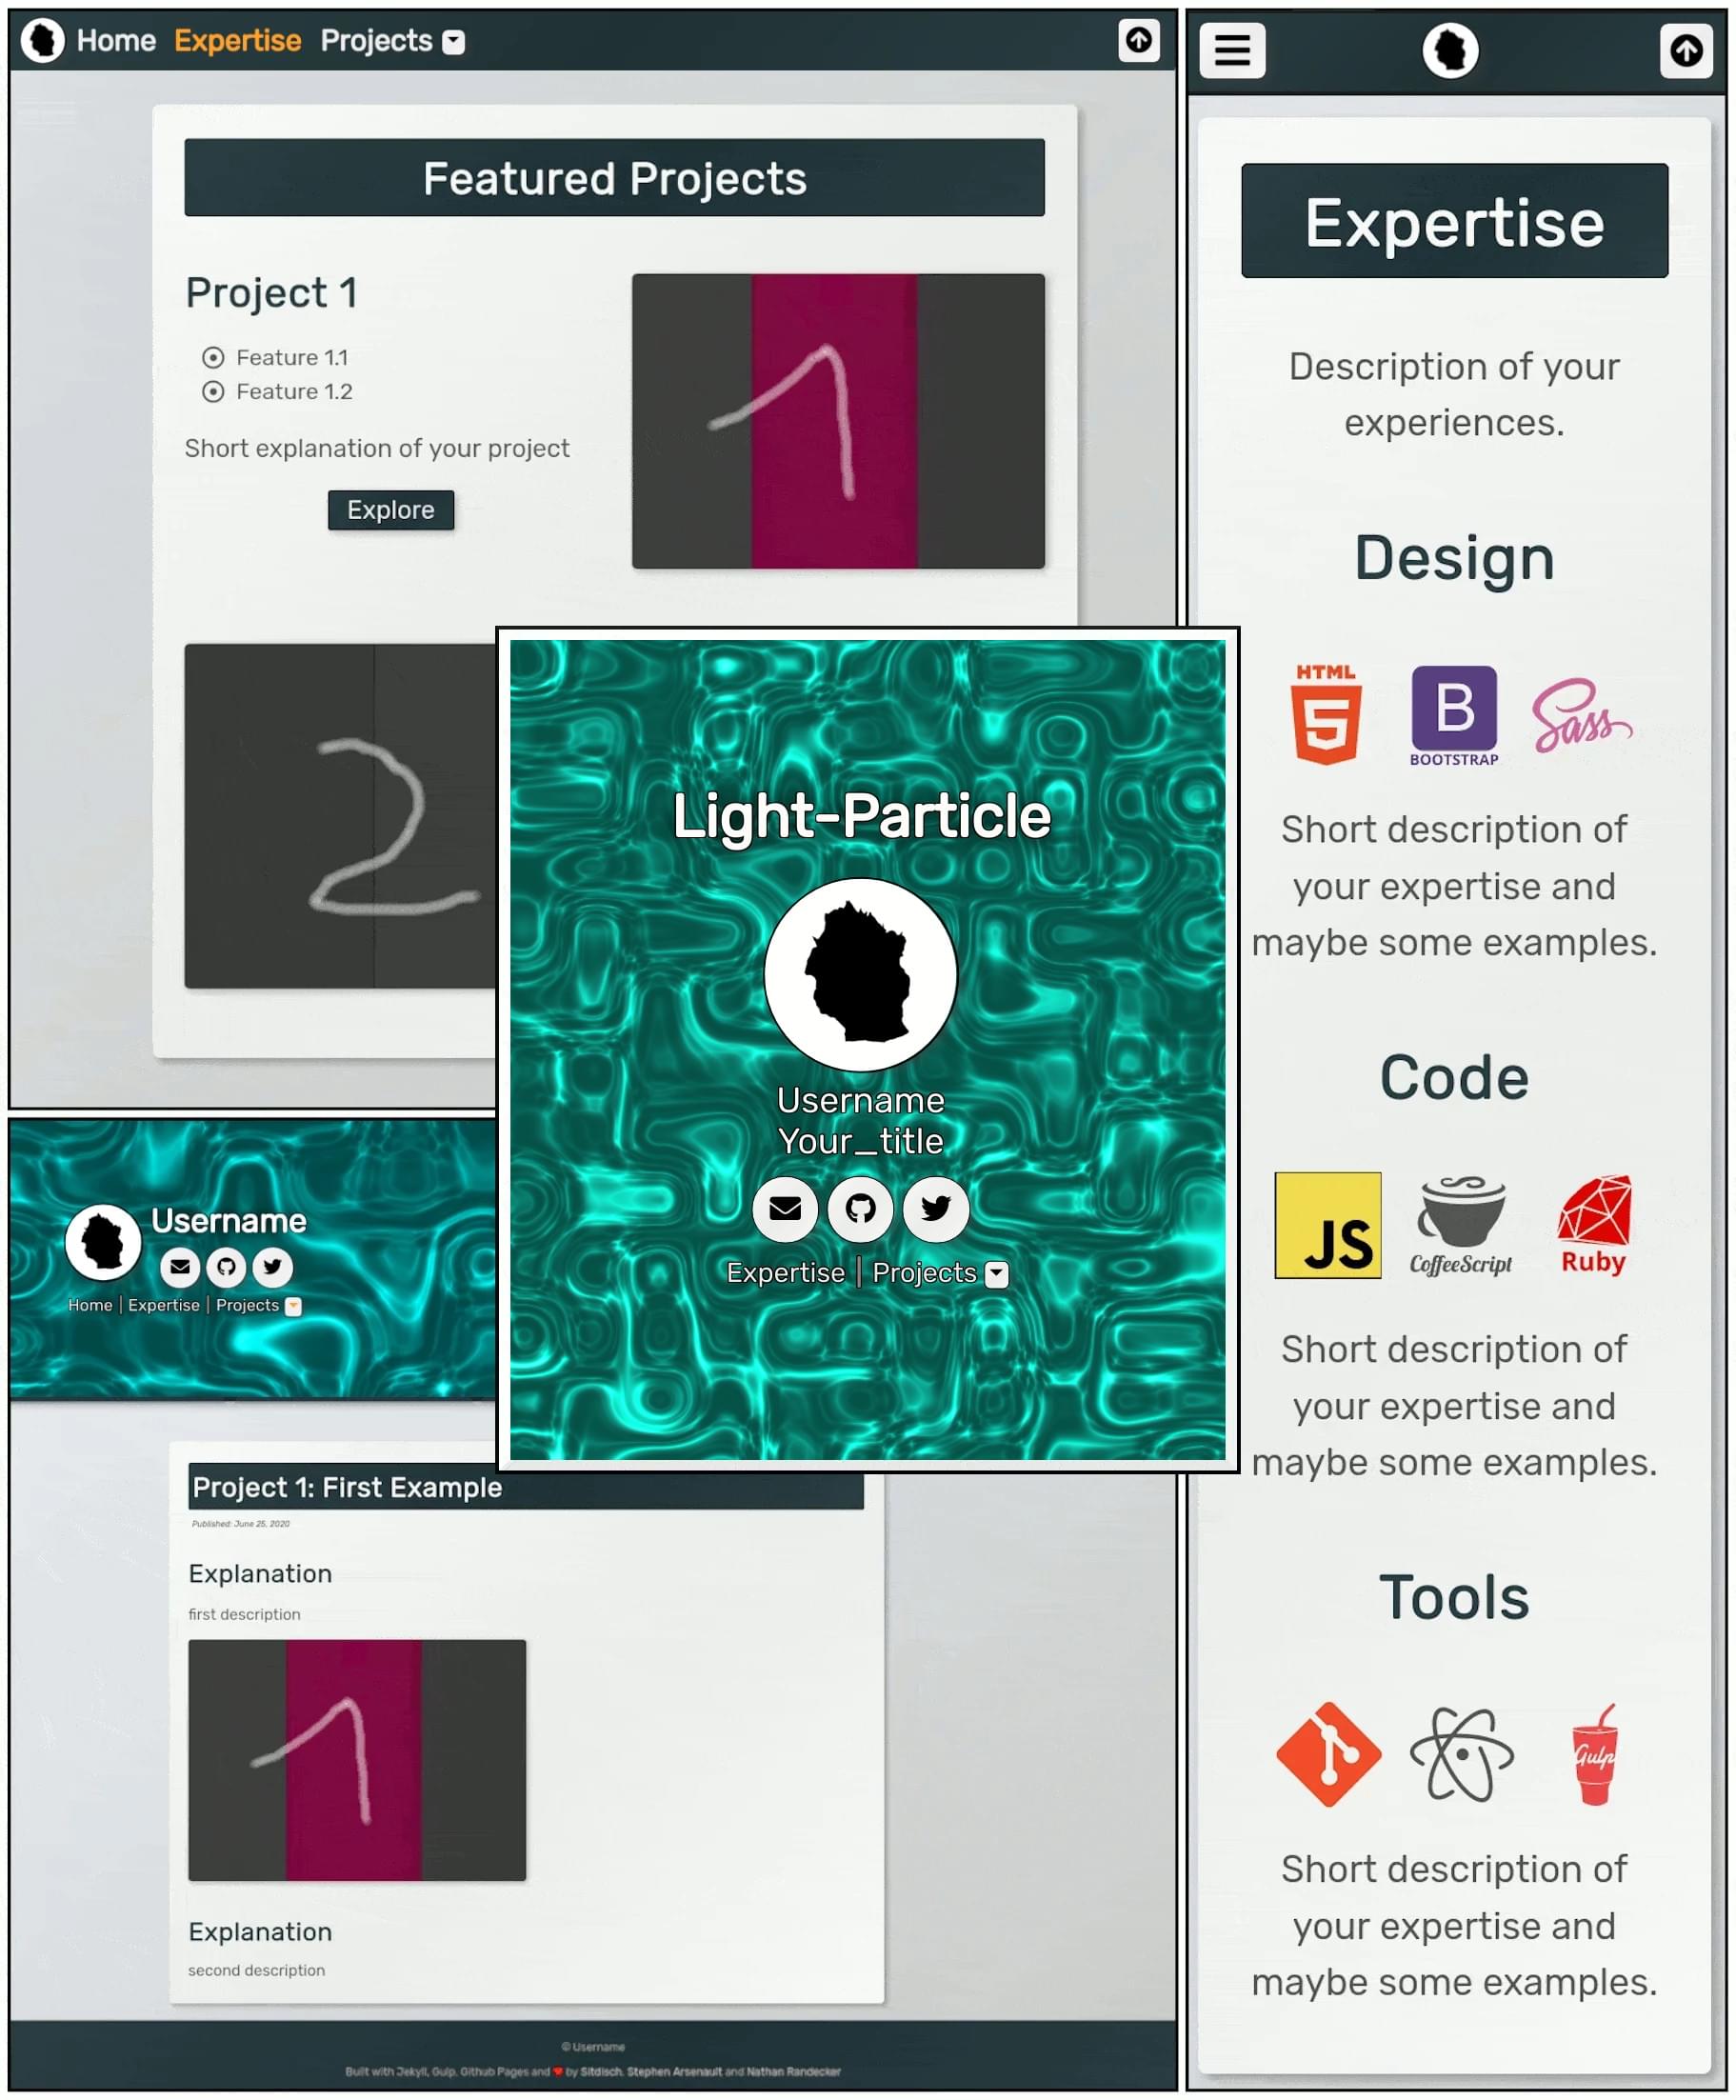 Home Expertise Projects
Featured Projects
Project 1
Feature 1.1
Feature 1.2
Short explanation of your project
Explore
1
2
Light-Particle
Username
Your_title
Expertise | Projects
Username
Home | Expertise | Projects
Project 1: First Example
Published: June 25, 2020
Explanation
first description
1
Explanation
second description
© Username
Built with Jekyll, Gulp, Github Pages and ❤ by Sitdisch, Stephen Arsenault and Nathan Randecker
Expertise
Description of your
experiences.
Design
HTML
5
B
BOOTSTRAP
Sass
Short description of
your expertise and
maybe some examples.
Code
JS
CoffeeScript
Ruby
Short description of
your expertise and
maybe some examples.
Tools
Gulp
Short description of
your expertise and
maybe some examples.